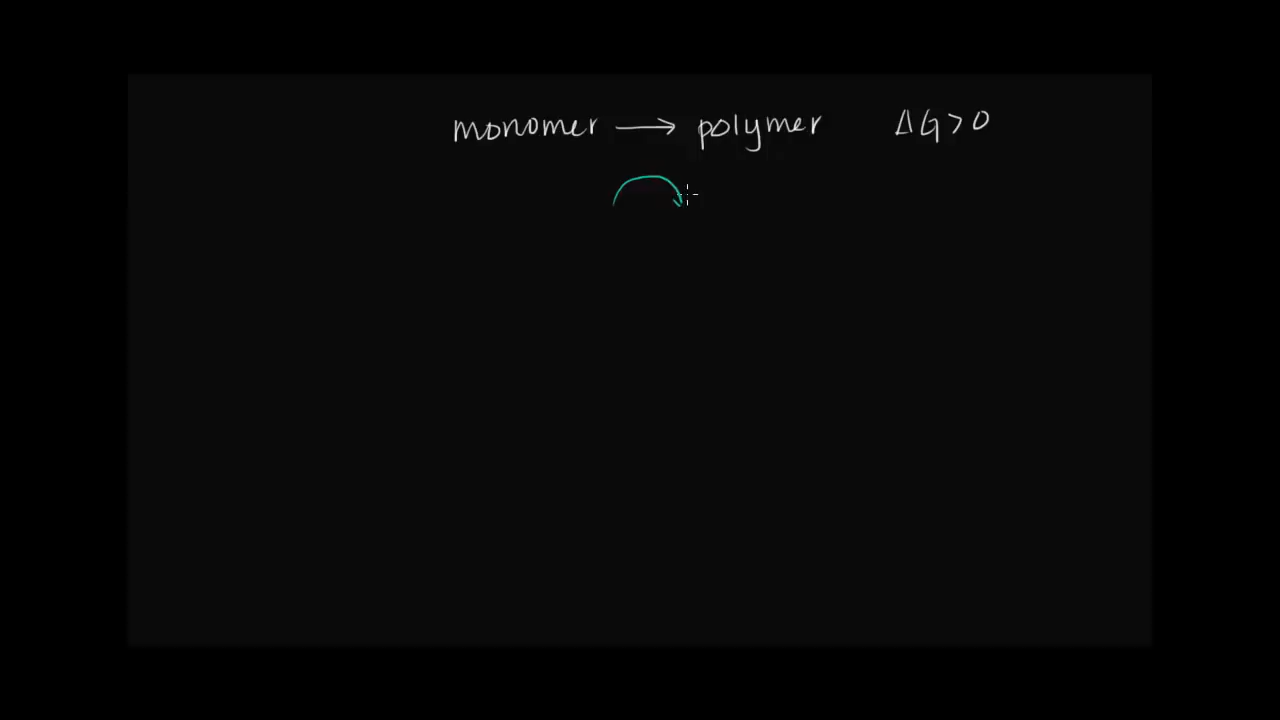 monomer → polymer ΔG > 0